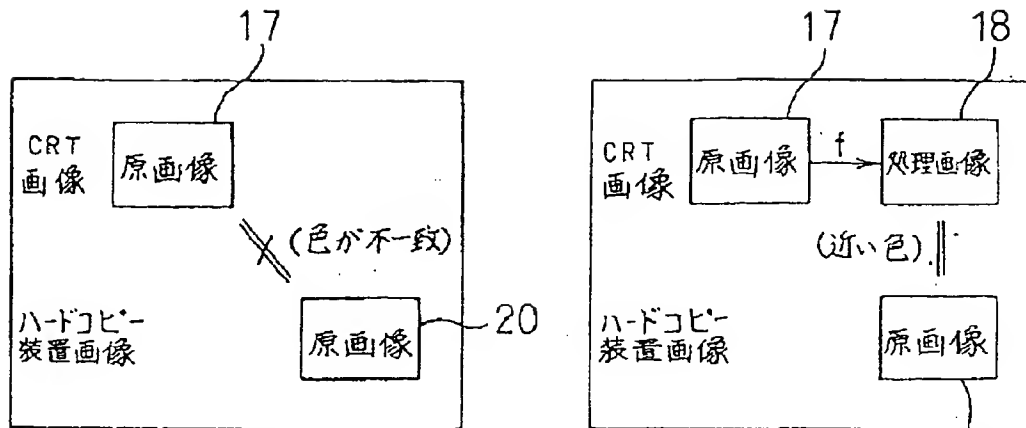 17
CRT
画像
原画像
(色が不一致)
ハードコピー
装置画像
原画像
20
17
18
CRT
画像
原画像
f
処理画像
(近い色)
ハードコピー
装置画像
原画像